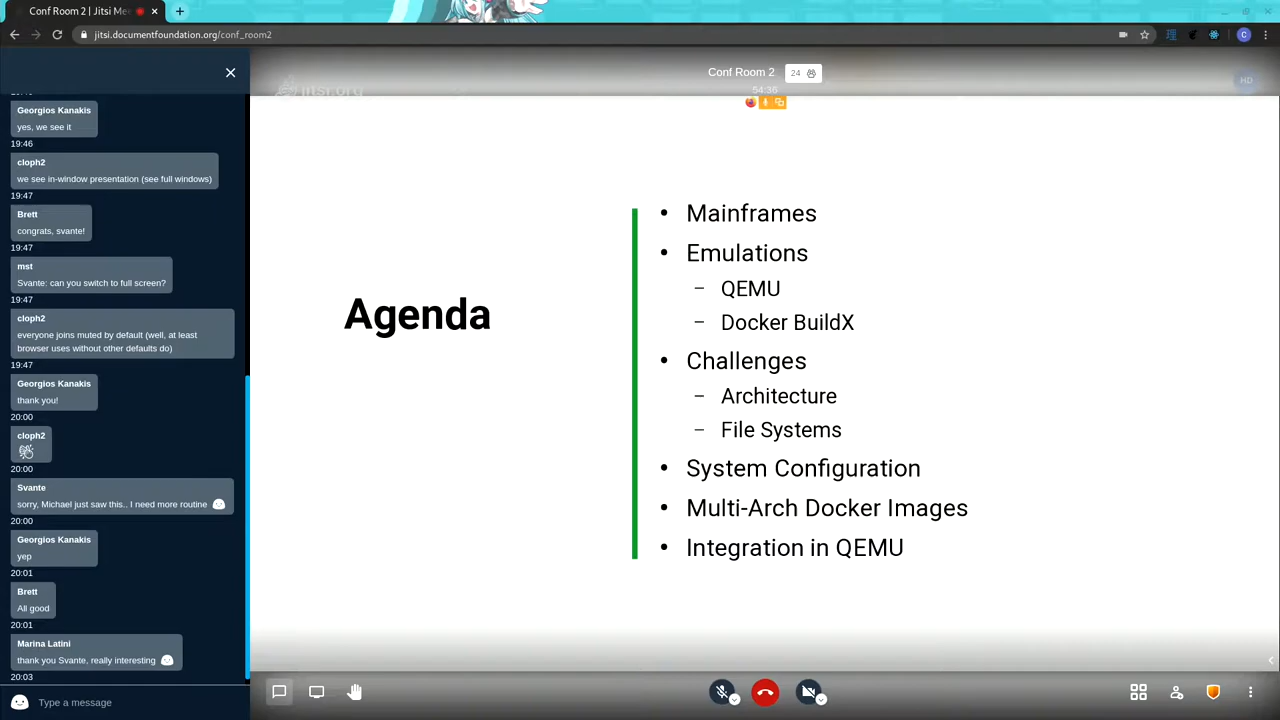 Conf Room 2 | Jitsi Me
jitsi.documentfoundation.org/conf_room2
Conf Room 2
24
jitsi.org
HD
54:36
Georgios Kanakis
yes, we see it
19:46
cloph2
we see in-window presentation (see full windows)
19:47
Brett
congrats, svante!
19:47
mst
Svante: can you switch to full screen?
19:47
cloph2
everyone joins muted by default (well, at least
browser uses without other defaults do)
19:47
Georgios Kanakis
thank you!
20:00
cloph2
20:00
Svante
sorry, Michael just saw this.. I need more routine
20:00
Georgios Kanakis
yep
20:01
Brett
All good
20:01
Marina Latini
thank you Svante, really interesting
20:03
Type a message
Agenda
• Mainframes
• Emulations
– QEMU
– Docker BuildX
• Challenges
– Architecture
– File Systems
• System Configuration
• Multi-Arch Docker Images
• Integration in QEMU